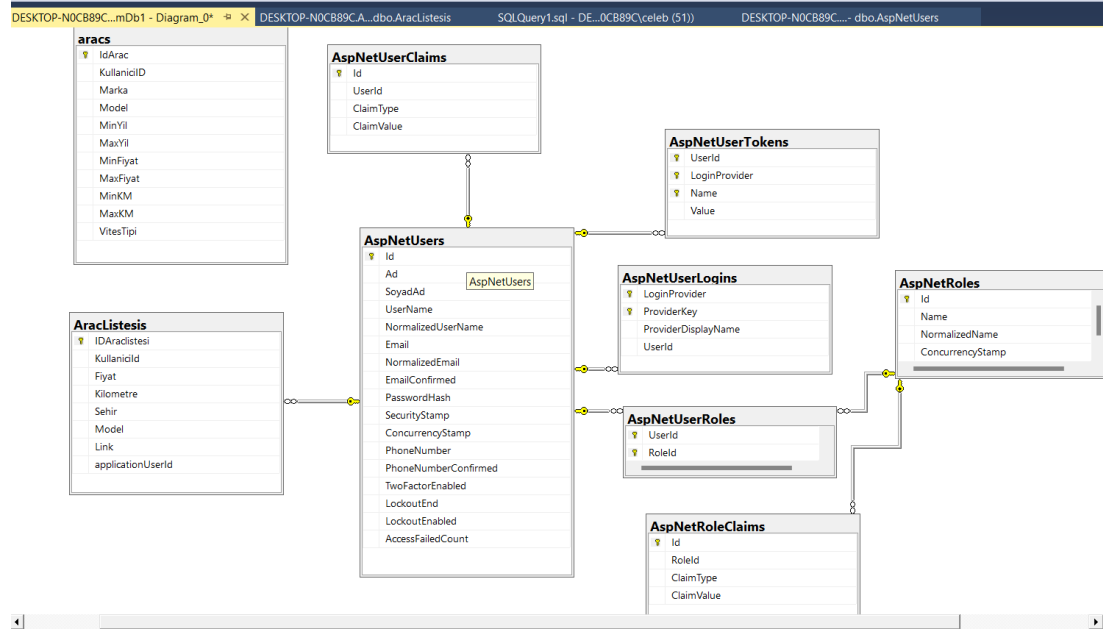 DESKTOP-N0CB89C...mDb1 - Diagram_0*
DESKTOP-N0CB89C.A...dbo.AracListesis
SQLQuery1.sql - DE...0CB89C\celeb (51))
DESKTOP-N0CB89C....- dbo.AspNetUsers
aracs
IdArac
KullaniciID
Marka
Model
MinYil
MaxYil
MinFiyat
MaxFiyat
MinKM
MaxKM
VitesTipi
AspNetUserClaims
Id
UserId
ClaimType
ClaimValue
AspNetUserTokens
UserId
LoginProvider
Name
Value
AspNetUsers
Id
Ad
SoyadAd
UserName
NormalizedUserName
Email
NormalizedEmail
EmailConfirmed
PasswordHash
SecurityStamp
ConcurrencyStamp
PhoneNumber
PhoneNumberConfirmed
TwoFactorEnabled
LockoutEnd
LockoutEnabled
AccessFailedCount
AspNetUsers
AspNetUserLogins
LoginProvider
ProviderKey
ProviderDisplayName
UserId
AspNetRoles
Id
Name
NormalizedName
ConcurrencyStamp
AracListesis
IDAraclistesi
KullaniciId
Fiyat
Kilometre
Sehir
Model
Link
applicationUserId
AspNetUserRoles
UserId
RoleId
AspNetRoleClaims
Id
RoleId
ClaimType
ClaimValue